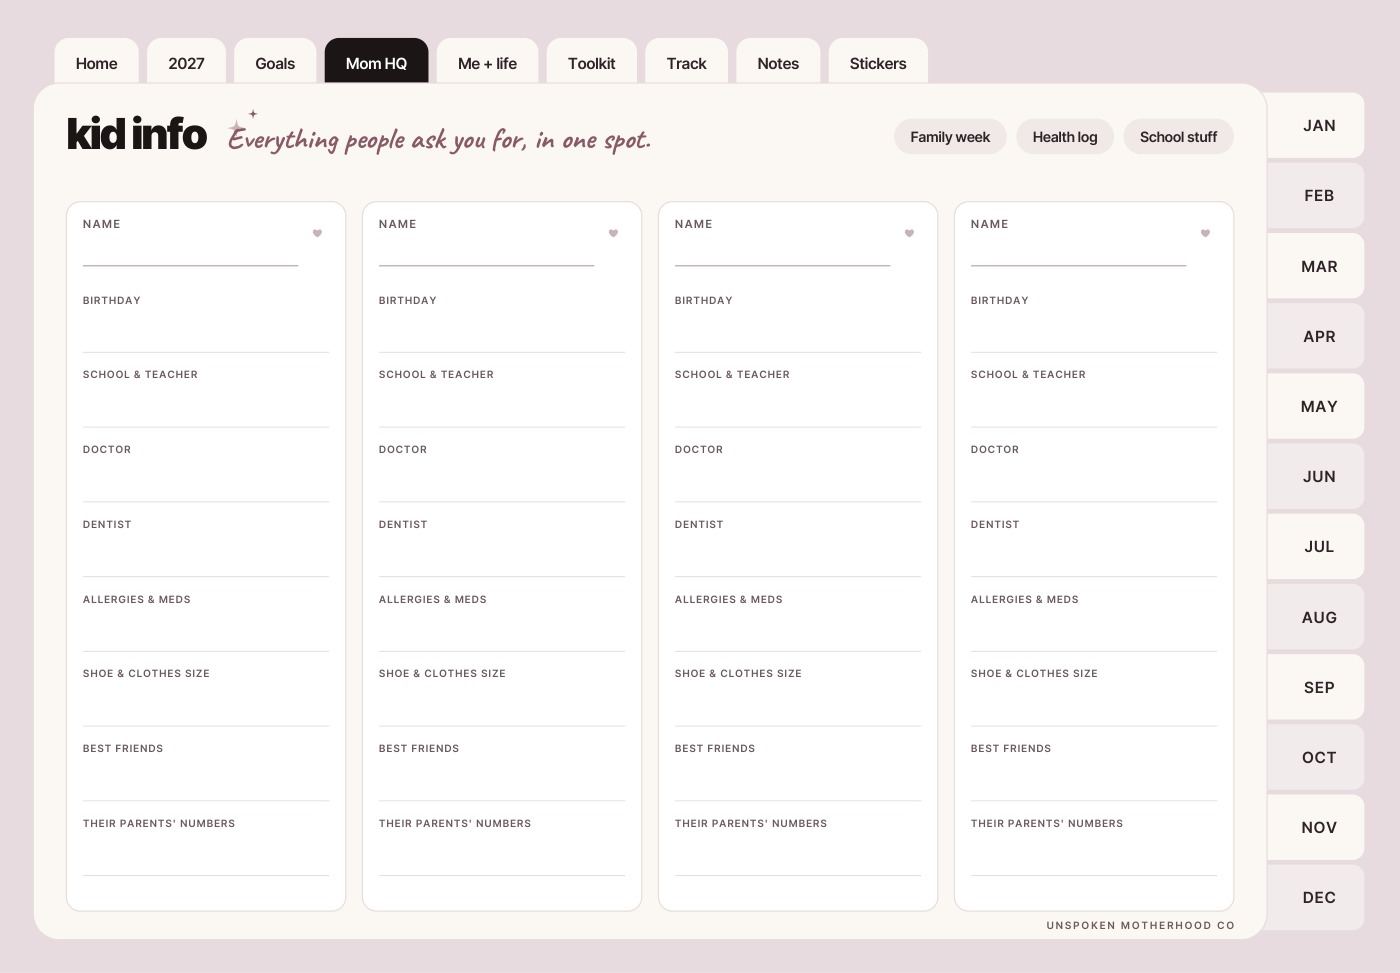 Home 2027 Goals Mom HQ Me + life Toolkit Track Notes Stickers
kid info Everything people ask you for, in one spot.
Family week Health log School stuff
NAME NAME NAME NAME
BIRTHDAY BIRTHDAY BIRTHDAY BIRTHDAY
SCHOOL & TEACHER SCHOOL & TEACHER SCHOOL & TEACHER SCHOOL & TEACHER
DOCTOR DOCTOR DOCTOR DOCTOR
DENTIST DENTIST DENTIST DENTIST
ALLERGIES & MEDS ALLERGIES & MEDS ALLERGIES & MEDS ALLERGIES & MEDS
SHOE & CLOTHES SIZE SHOE & CLOTHES SIZE SHOE & CLOTHES SIZE SHOE & CLOTHES SIZE
BEST FRIENDS BEST FRIENDS BEST FRIENDS BEST FRIENDS
THEIR PARENTS' NUMBERS THEIR PARENTS' NUMBERS THEIR PARENTS' NUMBERS THEIR PARENTS' NUMBERS
UNSPOKEN MOTHERHOOD CO
JAN
FEB
MAR
APR
MAY
JUN
JUL
AUG
SEP
OCT
NOV
DEC